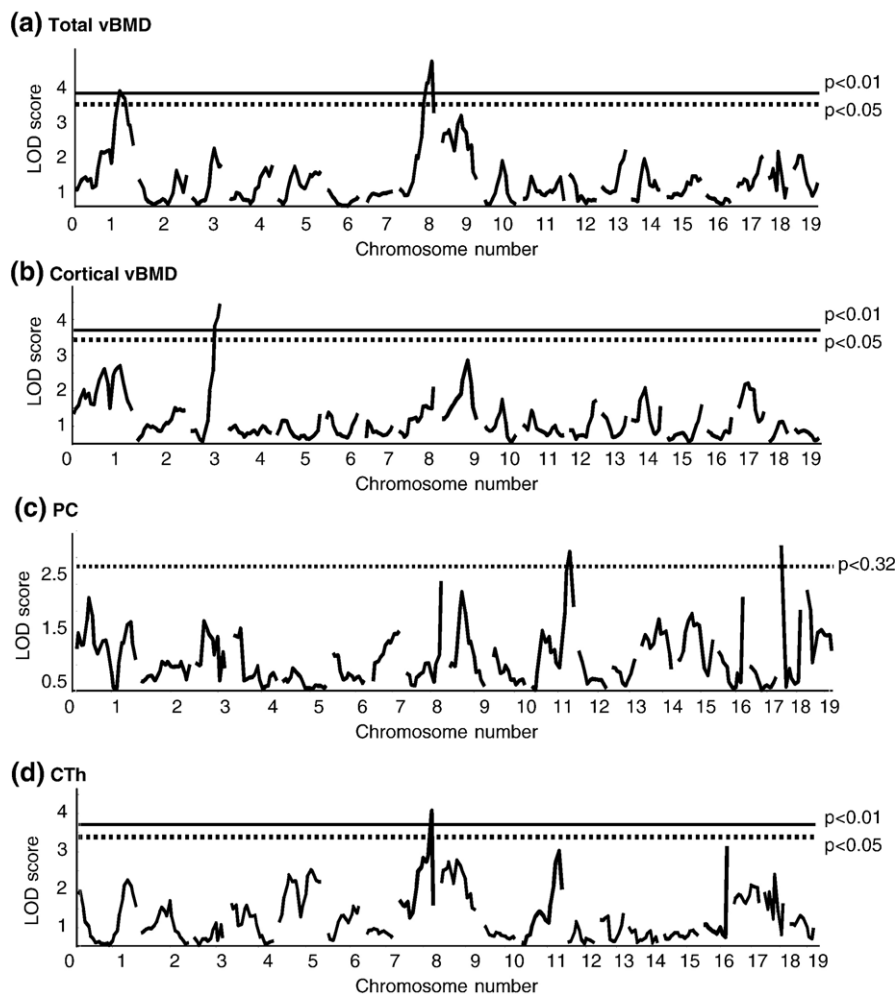 (a) Total vBMD
LOD score
4
3
2
1
p<0.01
p<0.05
0 1 2 3 4 5 6 7 8 9 10 11 12 13 14 15 16 17 18 19
Chromosome number
(b) Cortical vBMD
LOD score
4
3
2
1
p<0.01
p<0.05
0 1 2 3 4 5 6 7 8 9 10 11 12 13 14 15 16 17 18 19
Chromosome number
(c) PC
LOD score
2.5
1.5
0.5
p<0.32
0 1 2 3 4 5 6 7 8 9 10 11 12 13 14 15 16 17 18 19
Chromosome number
(d) CTh
LOD score
4
3
2
1
p<0.01
p<0.05
0 1 2 3 4 5 6 7 8 9 10 11 12 13 14 15 16 17 18 19
Chromosome number